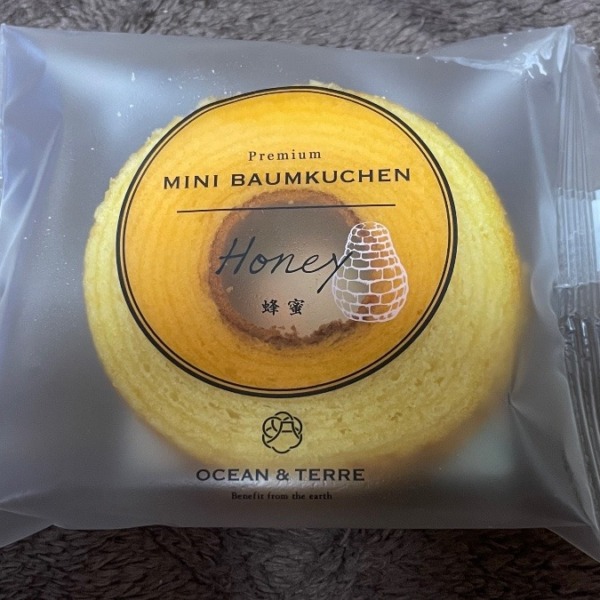 Premium
MINI BAUMKUCHEN
Honey
蜂蜜
OCEAN & TERRE
Benefit from the earth